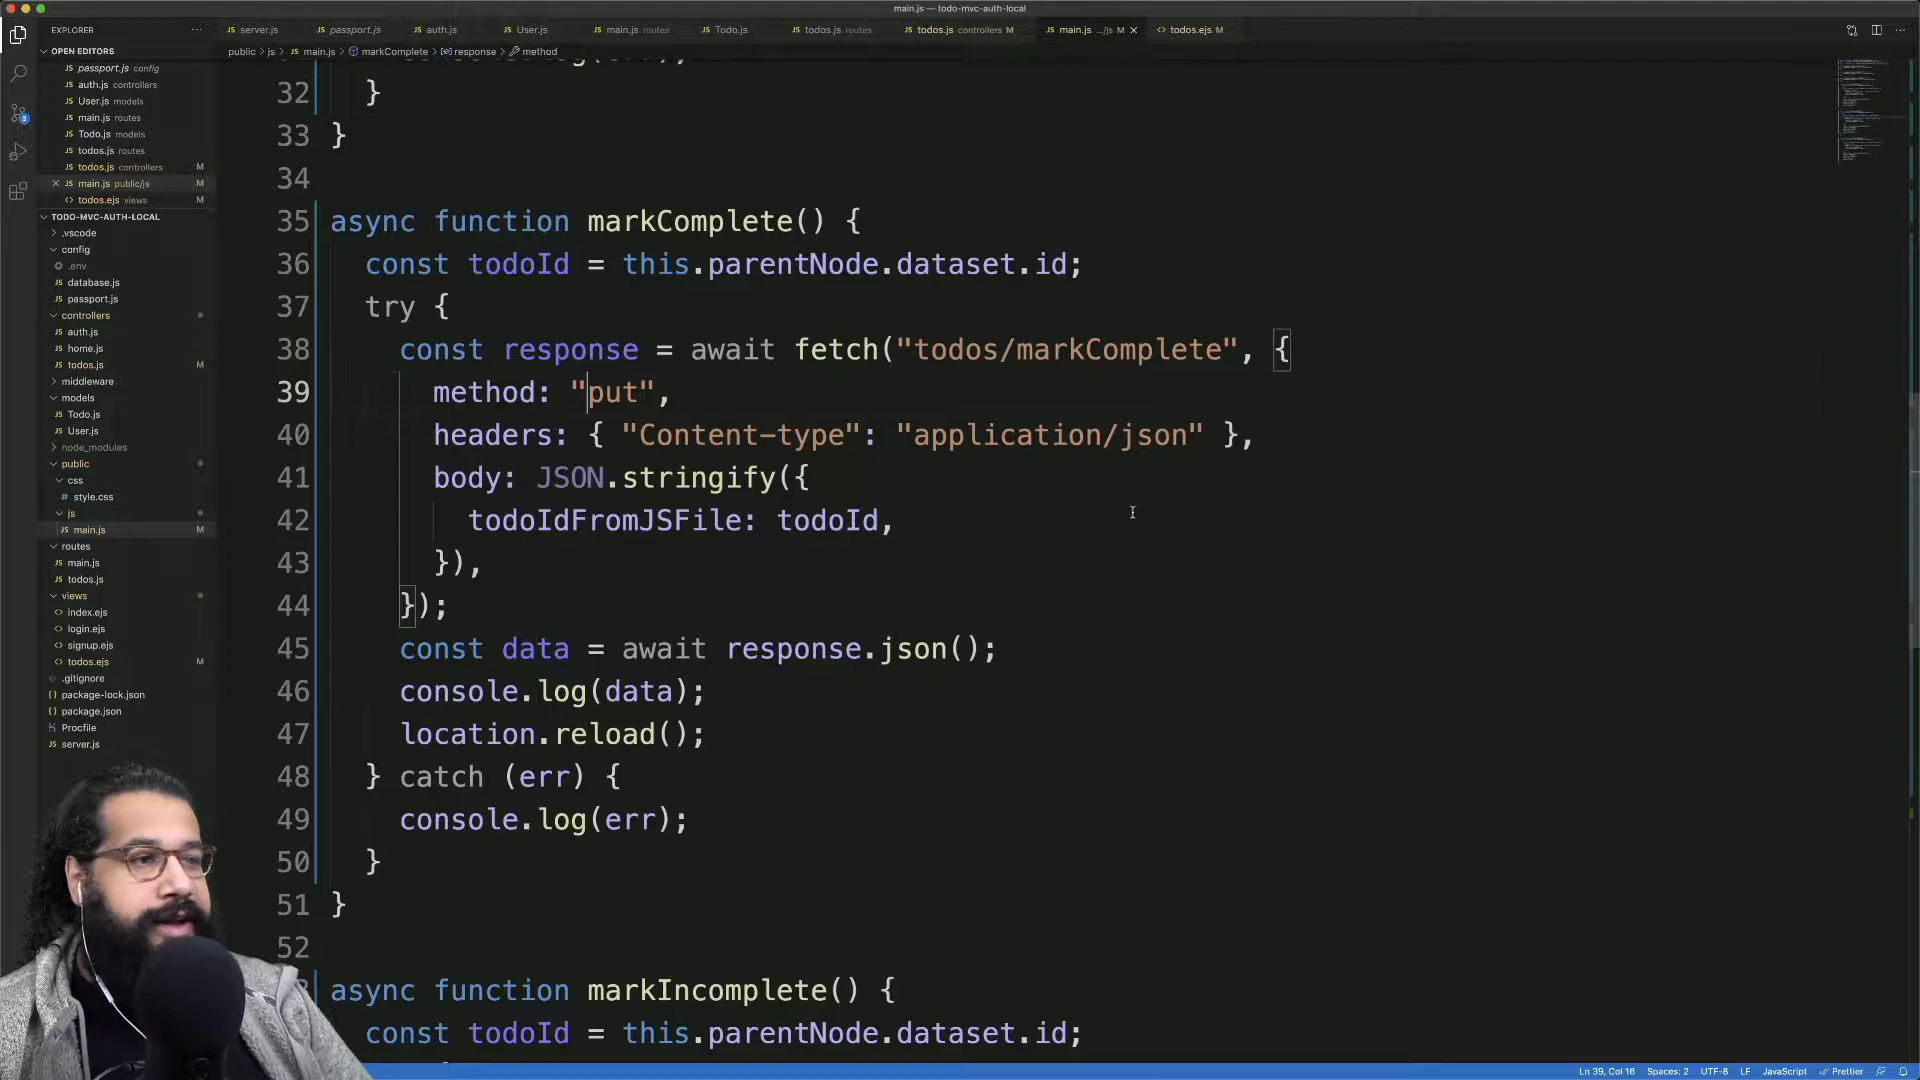 main.js — todo-mvc-auth-local
EXPLORER
server.js
passport.js
auth.js
User.js
main.js routes
Todo.js
todos.js routes
todos.js controllers M
main.js .../js M
todos.ejs M
public > js > main.js > markComplete > response > method
OPEN EDITORS
passport.js config
auth.js controllers
User.js models
main.js routes
Todo.js models
todos.js routes
todos.js controllers M
main.js public/js M
todos.ejs views M
TODO-MVC-AUTH-LOCAL
.vscode
config
.env
database.js
passport.js
controllers
auth.js
home.js
todos.js M
middleware
models
Todo.js
User.js
node_modules
public
css
style.css
js
main.js M
routes
main.js
todos.js
views
index.ejs
login.ejs
signup.ejs
todos.ejs M
.gitignore
package-lock.json
package.json
Procfile
server.js
3
32 }
33 }
34
35 async function markComplete() {
36 const todoId = this.parentNode.dataset.id;
37 try {
38 const response = await fetch("todos/markComplete", {
39 method: "put",
40 headers: { "Content-type": "application/json" },
41 body: JSON.stringify({
42 todoIdFromJSFile: todoId,
43 }),
44 });
45 const data = await response.json();
46 console.log(data);
47 location.reload();
48 } catch (err) {
49 console.log(err);
50 }
51 }
52
async function markIncomplete() {
const todoId = this.parentNode.dataset.id;
Ln 39, Col 16 Spaces: 2 UTF-8 LF JavaScript Prettier